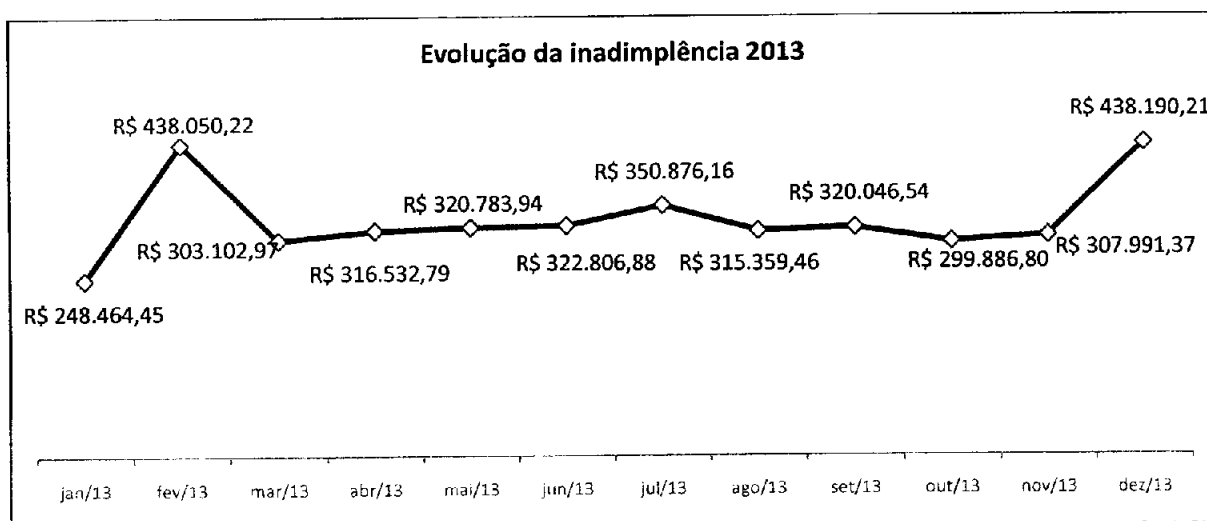 Evolução da inadimplência 2013
R$ 438.190,21
R$ 438.050,22
R$ 350.876,16
R$ 320.783,94
R$ 320.046,54
R$ 303.102,97
R$ 316.532,79
R$ 322.806,88
R$ 315.359,46
R$ 299.886,80
R$ 307.991,37
R$ 248.464,45
jan/13 fev/13 mar/13 abr/13 mai/13 jun/13 jul/13 ago/13 set/13 out/13 nov/13 dez/13